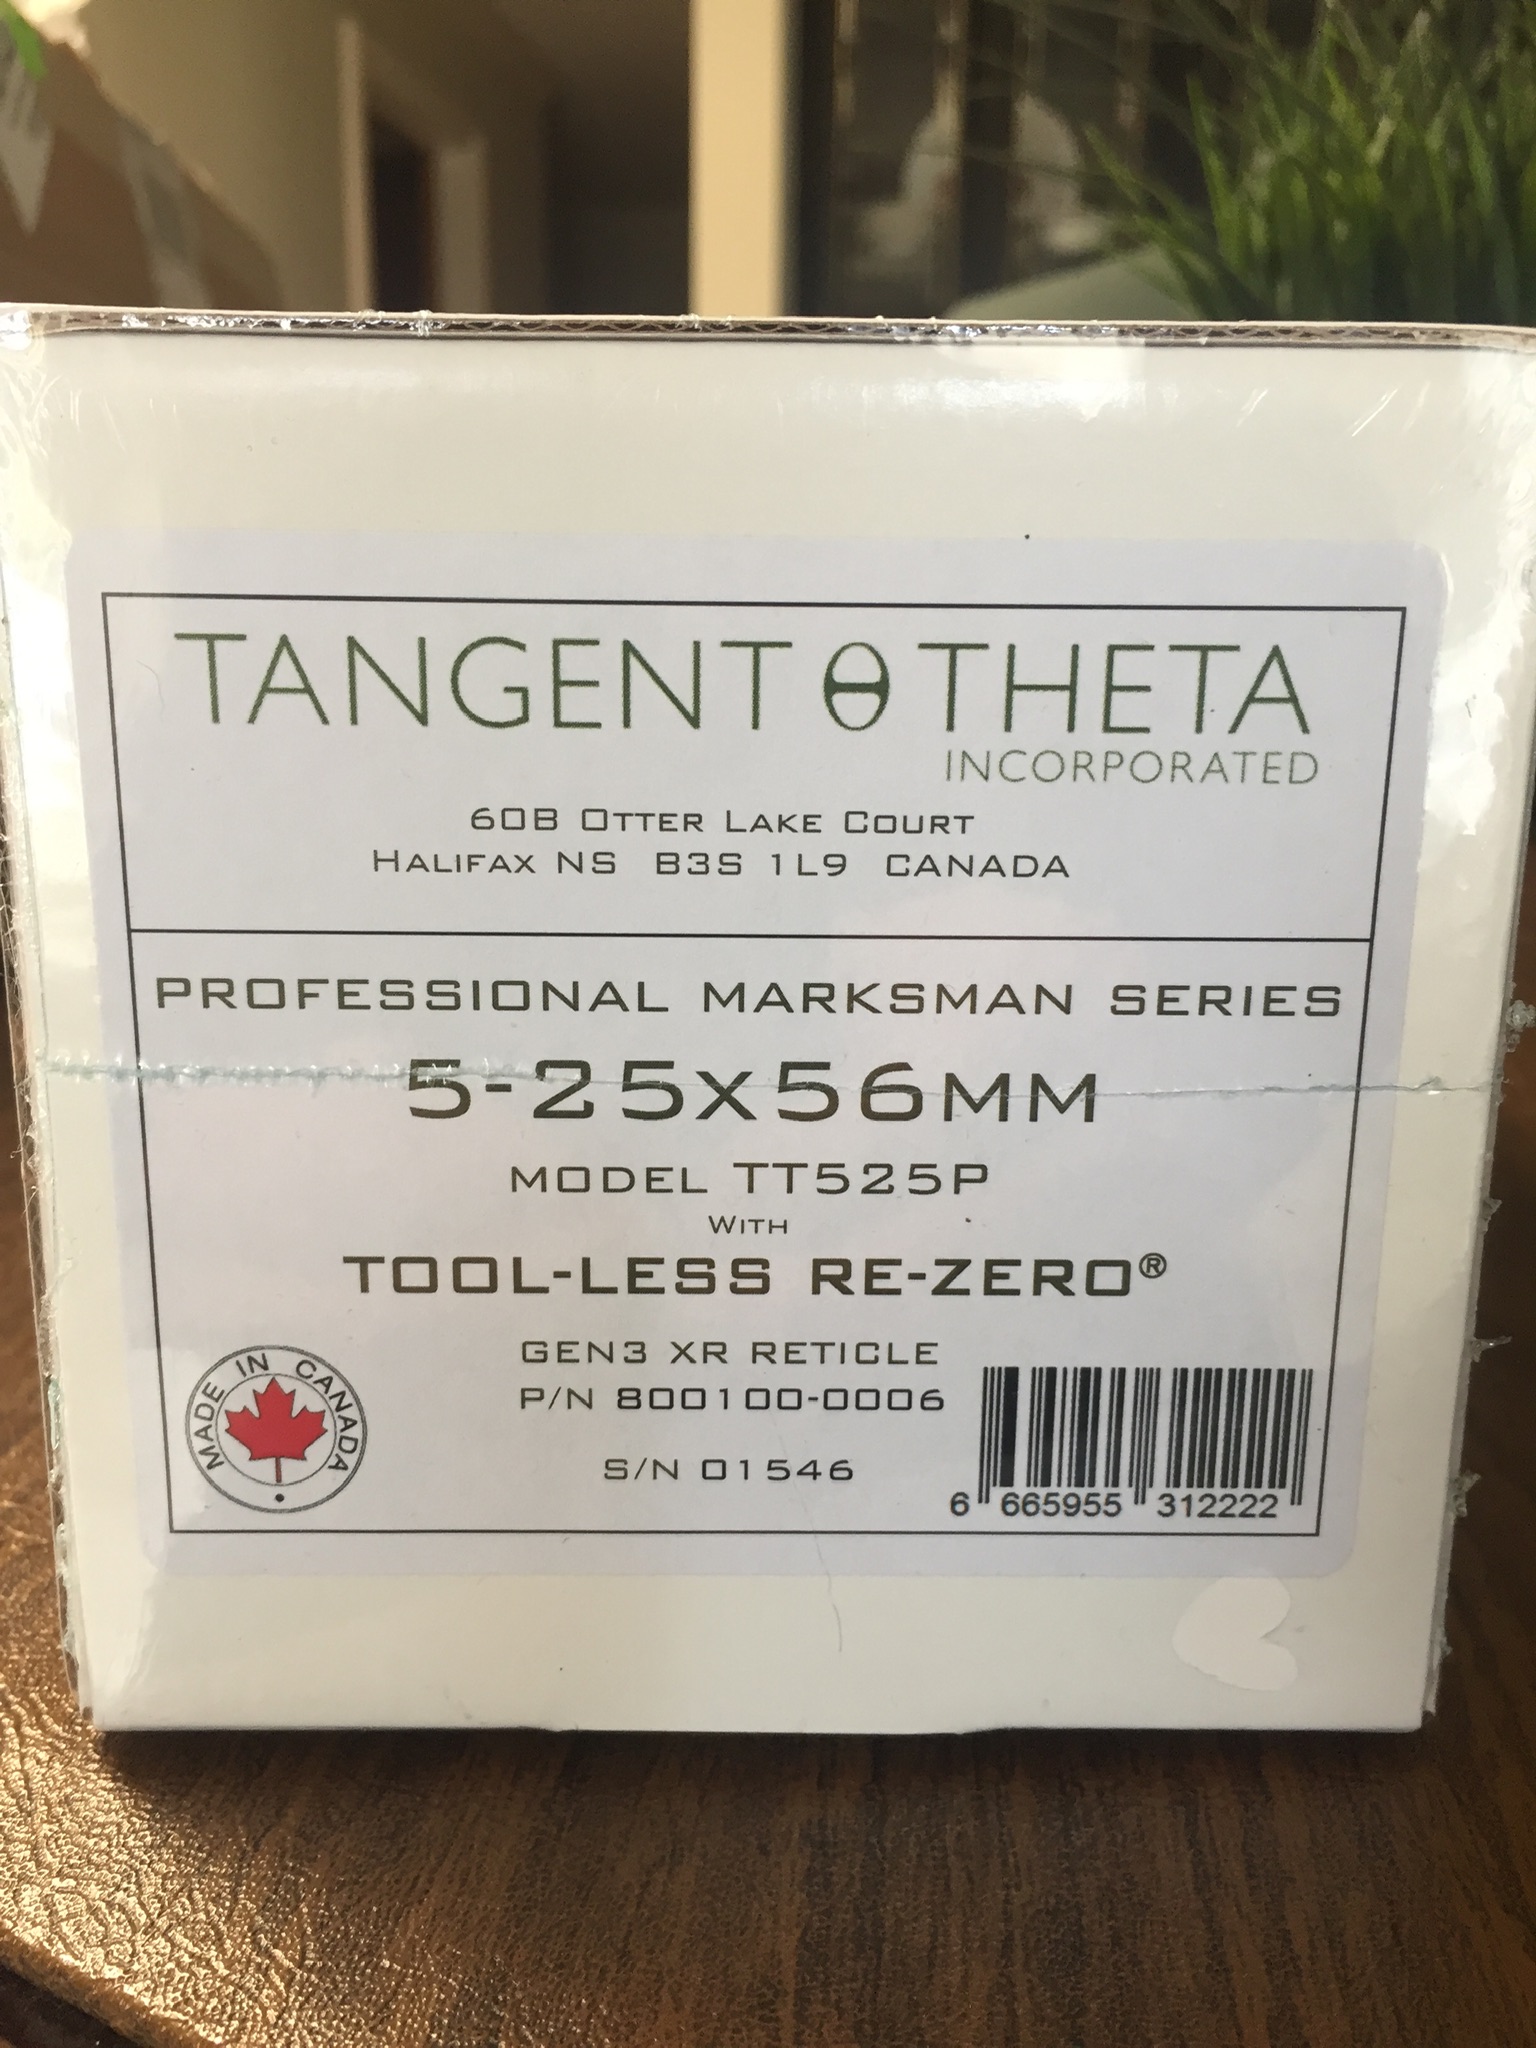 TANGENT θ THETA
INCORPORATED
60B OTTER LAKE COURT
HALIFAX NS B3S 1L9 CANADA
PROFESSIONAL MARKSMAN SERIES
5-25x56MM
MODEL TT525P
WITH
TOOL-LESS RE-ZERO®
GEN3 XR RETICLE
P/N 800100-0006
S/N 01546
MADE IN CANADA
6 665955 312222